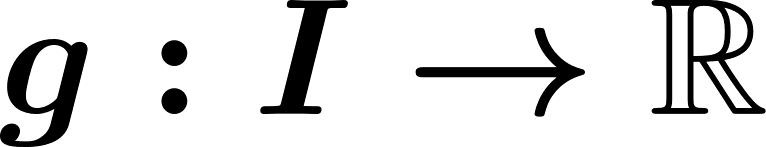 g : I → ℝ